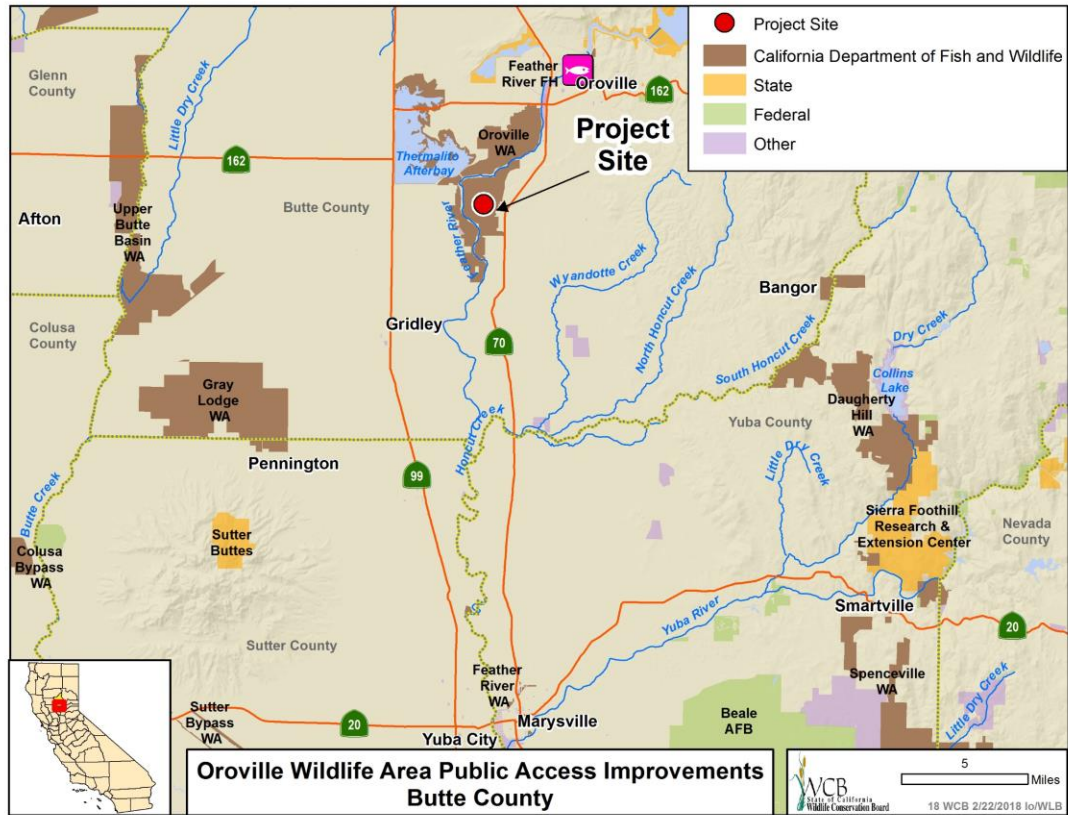 Project Site
California Department of Fish and Wildlife
State
Federal
Other
Glenn
County
Little Dry Creek
Feather
River FH
Oroville
162
Oroville
WA
Project
Site
Thermalito
Afterbay
162
Butte County
Afton
Upper
Butte
Basin
WA
Feather River
Wyandotte Creek
North Honcut Creek
Bangor
Dry Creek
Colusa
County
Gridley
70
South Honcut Creek
Collins
Lake
Gray
Lodge
WA
Daugherty
Hill
WA
Yuba County
Honcut Creek
Pennington
99
Little Dry
Creek
Butte Creek
Sutter
Buttes
Sierra Foothill
Research &
Extension Center
Nevada
County
Colusa
Bypass
WA
Smartville
Yuba River
20
Sutter County
Feather
River
WA
Spenceville
WA
Sutter
Bypass
WA
20
Marysville
Yuba City
Beale
AFB
Little Dry
Creek
Oroville Wildlife Area Public Access Improvements
Butte County
WCB
State of California
Wildlife Conservation Board
5
Miles
18 WCB 2/22/2018 lo/WLB